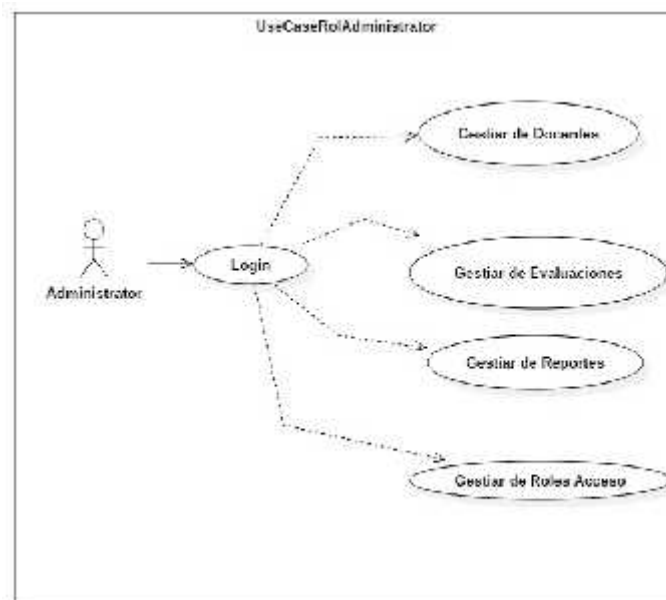 UseCaseRolAdministrator
Gestiar de Docentes
Gestiar de Evaluaciones
Login
Administrator
Gestiar de Reportes
Gestiar de Roles Acceso